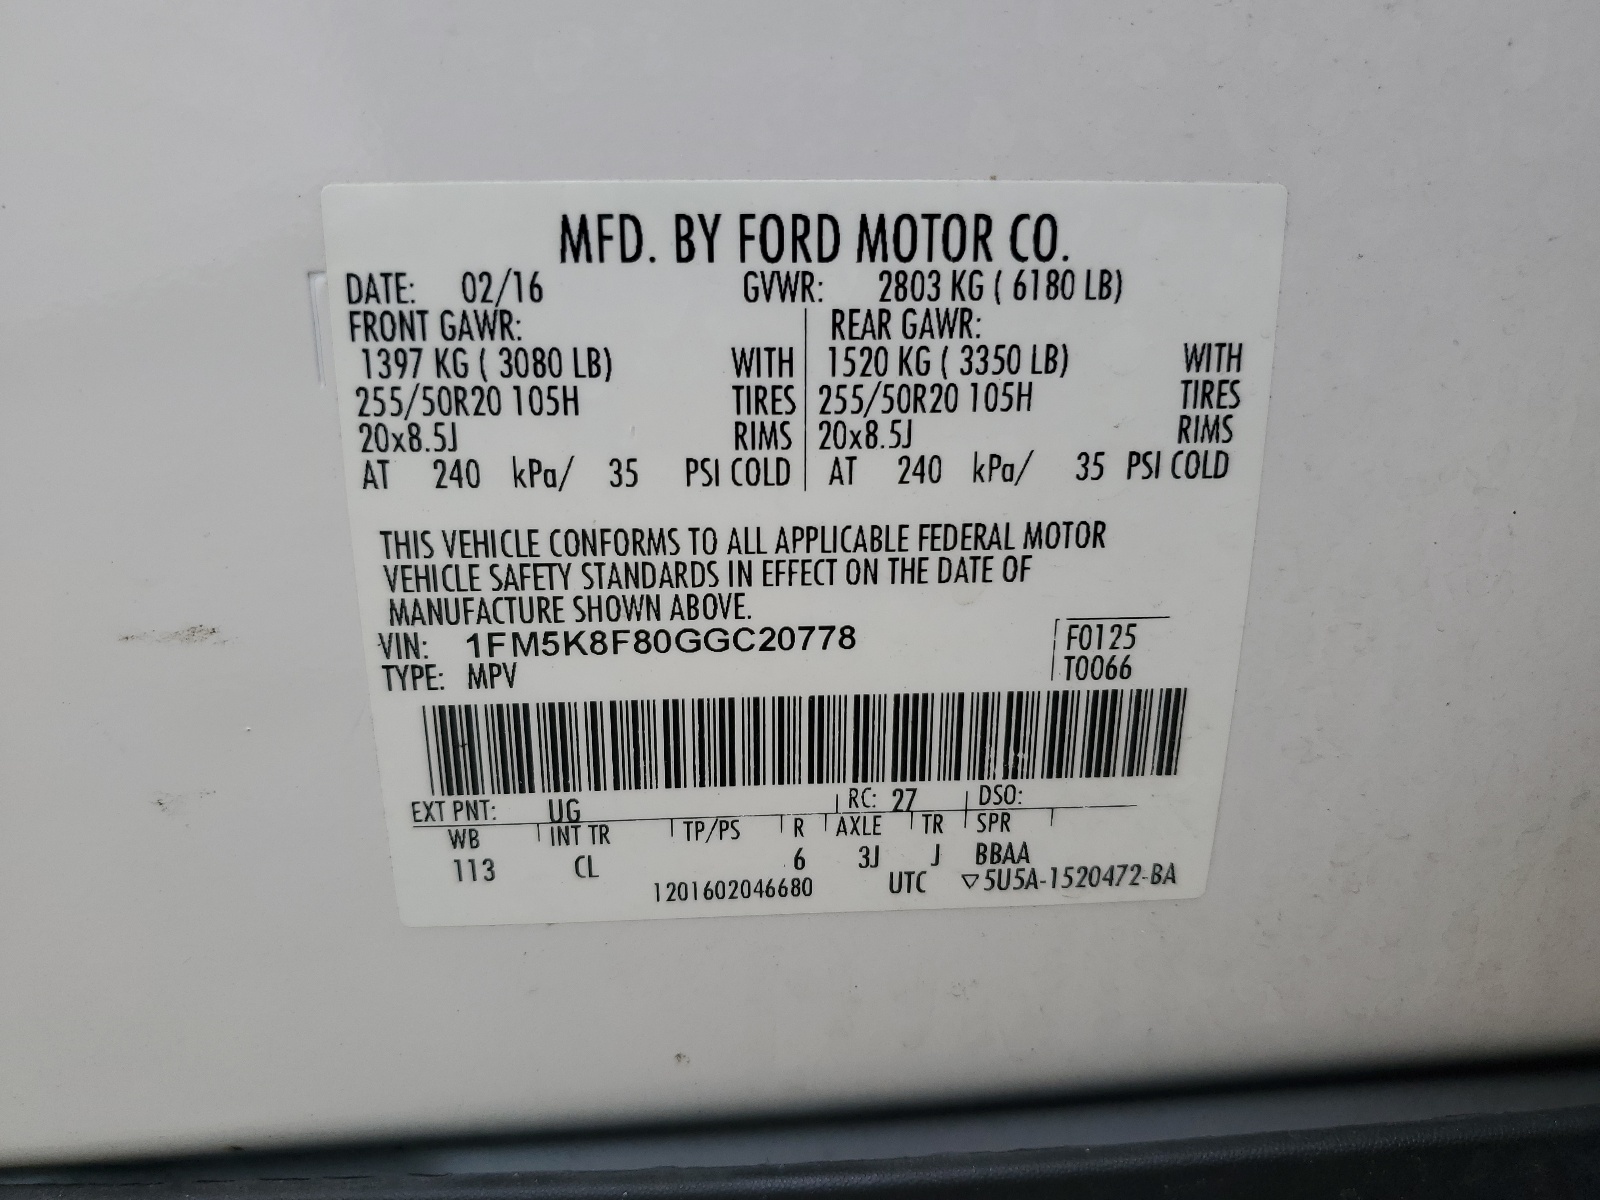 MFD. BY FORD MOTOR CO.
DATE: 02/16 GVWR: 2803 KG ( 6180 LB)
FRONT GAWR: REAR GAWR:
1397 KG ( 3080 LB) WITH 1520 KG ( 3350 LB) WITH
255/50R20 105H TIRES 255/50R20 105H TIRES
20x8.5J RIMS 20x8.5J RIMS
AT 240 kPa/ 35 PSI COLD AT 240 kPa/ 35 PSI COLD
THIS VEHICLE CONFORMS TO ALL APPLICABLE FEDERAL MOTOR
VEHICLE SAFETY STANDARDS IN EFFECT ON THE DATE OF
MANUFACTURE SHOWN ABOVE.
VIN: 1FM5K8F80GGC20778 F0125
TYPE: MPV T0066
EXT PNT: UG RC: 27 DSO:
WB INT TR TP/PS R AXLE TR SPR
113 CL 6 3J J BBAA
1201602046680 UTC ▽5U5A-1520472-BA